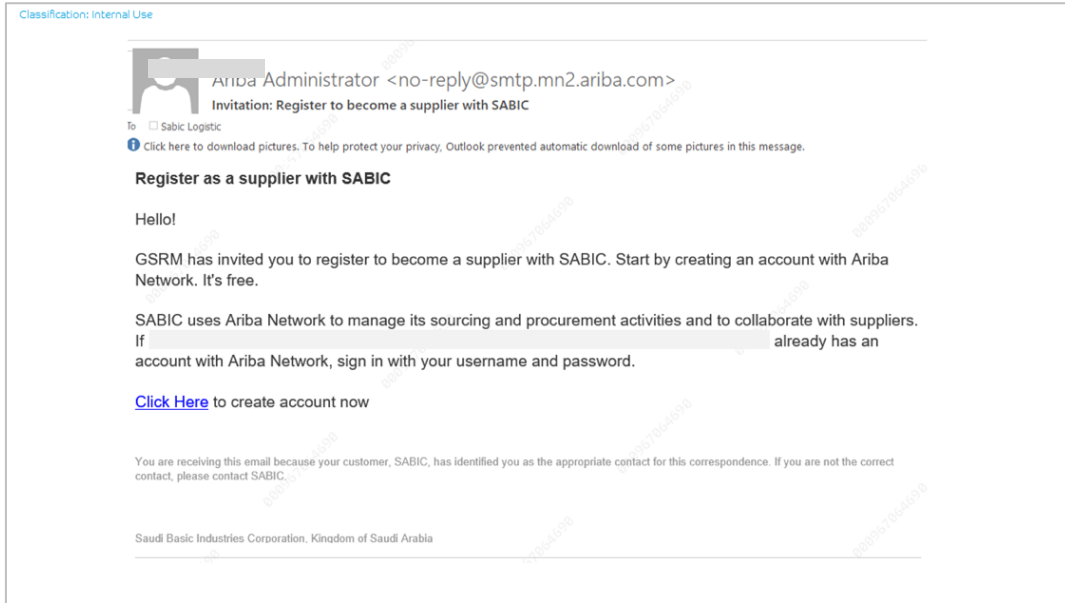 Classification: Internal Use
Ariba Administrator <no-reply@smtp.mn2.ariba.com>
Invitation: Register to become a supplier with SABIC
To Sabic Logistic
Click here to download pictures. To help protect your privacy, Outlook prevented automatic download of some pictures in this message.
Register as a supplier with SABIC
Hello!
GSRM has invited you to register to become a supplier with SABIC. Start by creating an account with Ariba
Network. It's free.
SABIC uses Ariba Network to manage its sourcing and procurement activities and to collaborate with suppliers.
If already has an
account with Ariba Network, sign in with your username and password.
Click Here to create account now
You are receiving this email because your customer, SABIC, has identified you as the appropriate contact for this correspondence. If you are not the correct
contact, please contact SABIC.
Saudi Basic Industries Corporation, Kingdom of Saudi Arabia